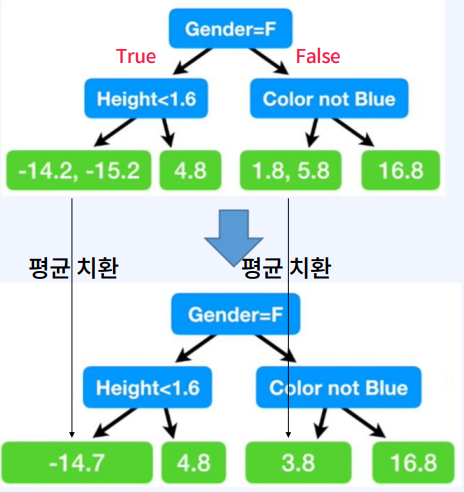 Gender=F
True False
Height<1.6 Color not Blue
-14.2, -15.2 4.8 1.8, 5.8 16.8
평균 치환 평균 치환
Gender=F
Height<1.6 Color not Blue
-14.7 4.8 3.8 16.8